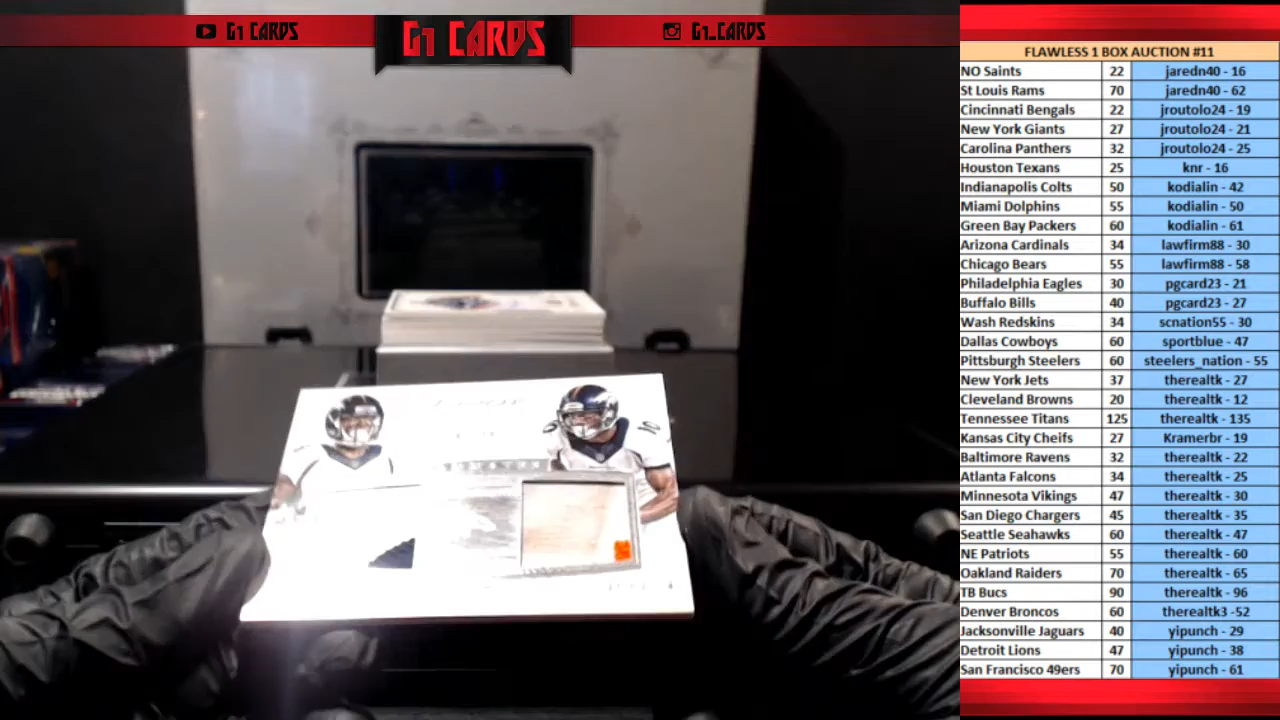 G1 CARDS
G1 CARDS
G1_CARDS
FLAWLESS 1 BOX AUCTION #11
NO Saints 22 jaredn40 - 16
St Louis Rams 70 jaredn40 - 62
Cincinnati Bengals 22 jroutolo24 - 19
New York Giants 27 jroutolo24 - 21
Carolina Panthers 32 jroutolo24 - 25
Houston Texans 25 knr - 16
Indianapolis Colts 50 kodialin - 42
Miami Dolphins 55 kodialin - 50
Green Bay Packers 60 kodialin - 61
Arizona Cardinals 34 lawfirm88 - 30
Chicago Bears 55 lawfirm88 - 58
Philadelphia Eagles 30 pgcard23 - 21
Buffalo Bills 40 pgcard23 - 27
Wash Redskins 34 scnation55 - 30
Dallas Cowboys 60 sportblue - 47
Pittsburgh Steelers 60 steelers_nation - 55
New York Jets 37 therealtk - 27
Cleveland Browns 20 therealtk - 12
Tennessee Titans 125 therealtk - 135
Kansas City Cheifs 27 Kramerbr - 19
Baltimore Ravens 32 therealtk - 22
Atlanta Falcons 34 therealtk - 25
Minnesota Vikings 47 therealtk - 30
San Diego Chargers 45 therealtk - 35
Seattle Seahawks 60 therealtk - 47
NE Patriots 55 therealtk - 60
Oakland Raiders 70 therealtk - 65
TB Bucs 90 therealtk - 96
Denver Broncos 60 therealtk3 -52
Jacksonville Jaguars 40 yipunch - 29
Detroit Lions 47 yipunch - 38
San Francisco 49ers 70 yipunch - 61